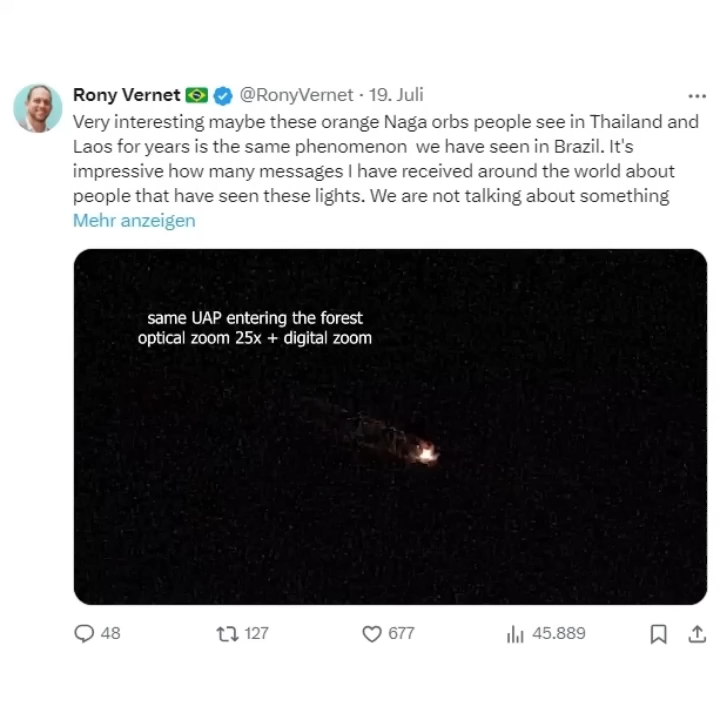 Rony Vernet 🇧🇷 @RonyVernet · 19. Juli
Very interesting maybe these orange Naga orbs people see in Thailand and
Laos for years is the same phenomenon we have seen in Brazil. It's
impressive how many messages I have received around the world about
people that have seen these lights. We are not talking about something
Mehr anzeigen
same UAP entering the forest
optical zoom 25x + digital zoom
48 127 677 45.889